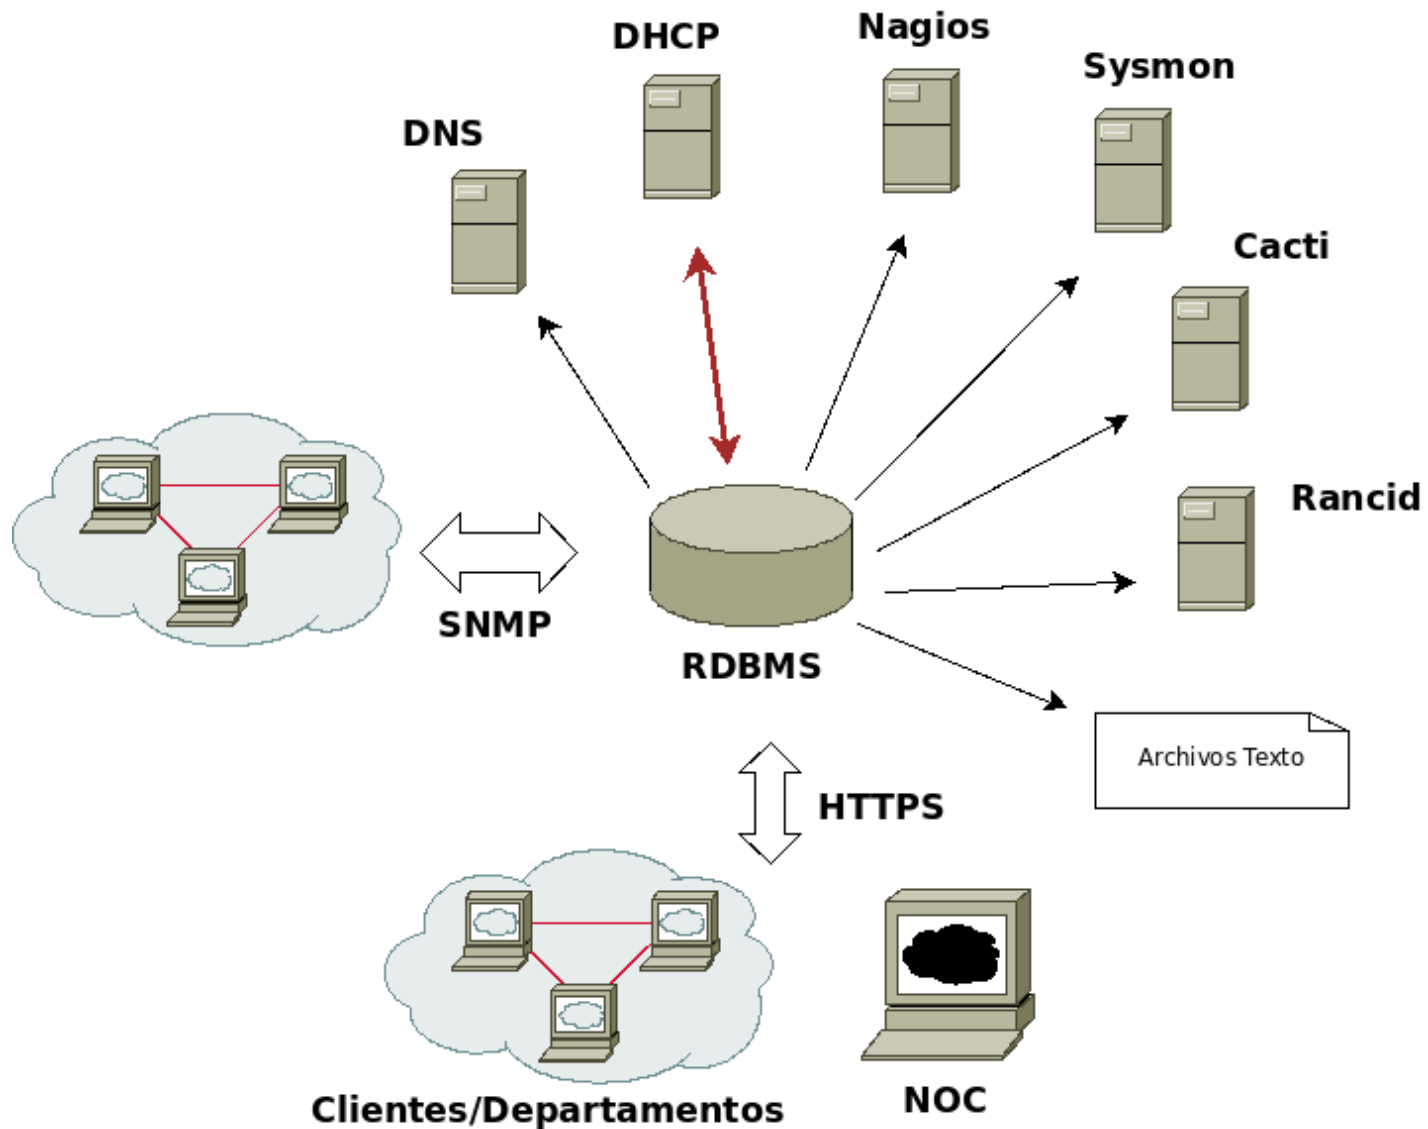 Nagios
DHCP
Sysmon
DNS
Cacti
Rancid
SNMP
RDBMS
Archivos Texto
HTTPS
NOC
Clientes/Departamentos